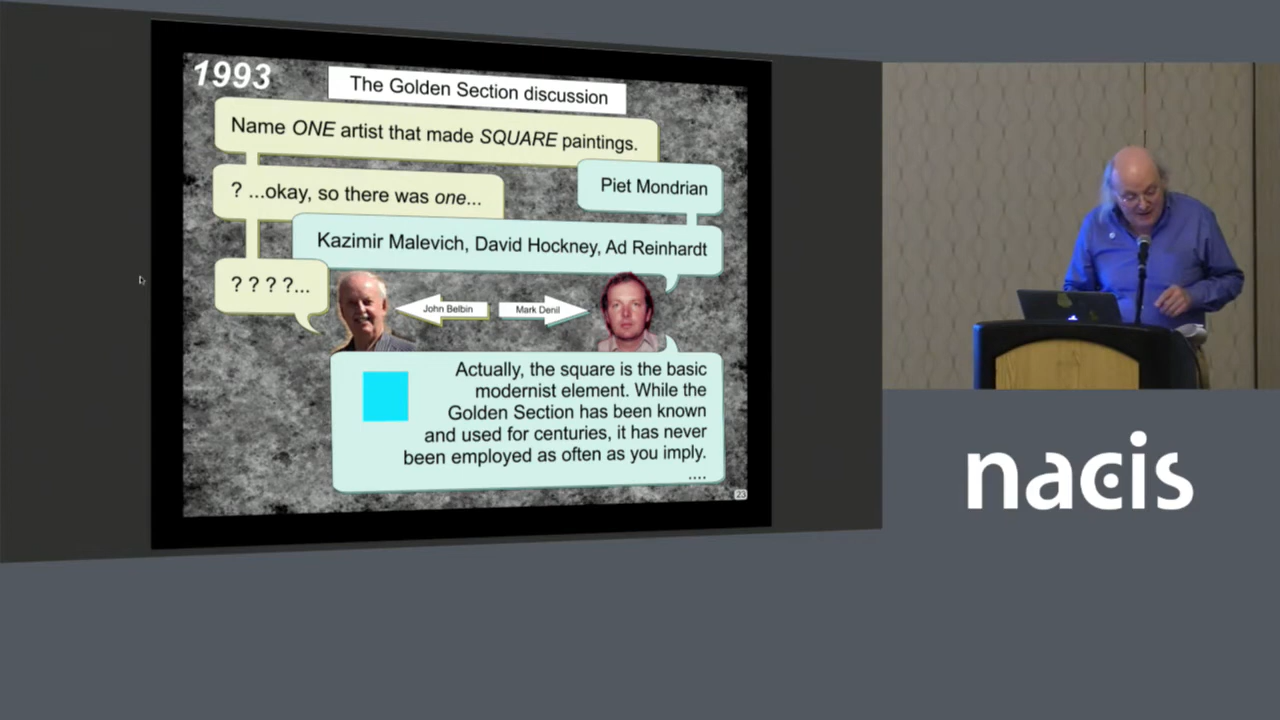 1993
The Golden Section discussion
Name ONE artist that made SQUARE paintings.
Piet Mondrian
? ...okay, so there was one...
Kazimir Malevich, David Hockney, Ad Reinhardt
? ? ? ?...
John Belbin
Mark Denil
Actually, the square is the basic
modernist element. While the
Golden Section has been known
and used for centuries, it has never
been employed as often as you imply.
....
23
nacis